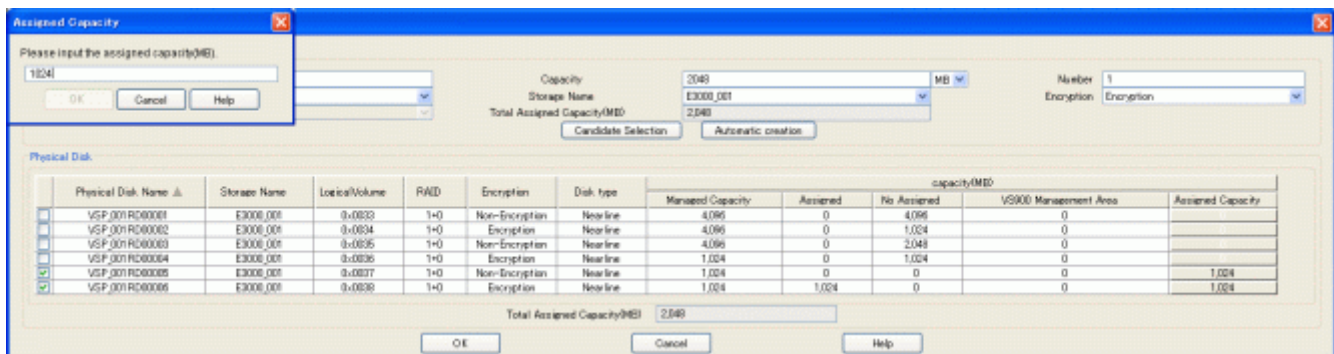 Assigned Capacity
Please input the assigned capacity(MB).
1024
OK Cancel Help
Capacity 2048 MB Number 1
Storage Name E3000_001 Encryption Encryption
Total Assigned Capacity(MB) 2,048
Candidate Selection Automatic creation
Physical Disk
Physical Disk Name Storage Name LogicalVolume RAID Encryption Disk type capacity(MB)
Managed Capacity Assigned No Assigned VS900 Management Area Assigned Capacity
VSP_001RD00001 E3000_001 0x0033 1+0 Non-Encryption Nearline 4,096 0 4,096 0
VSP_001RD00002 E3000_001 0x0034 1+0 Encryption Nearline 4,096 0 1,024 0
VSP_001RD00003 E3000_001 0x0035 1+0 Non-Encryption Nearline 4,096 0 2,048 0
VSP_001RD00004 E3000_001 0x0036 1+0 Encryption Nearline 1,024 0 1,024 0
VSP_001RD00005 E3000_001 0x0037 1+0 Non-Encryption Nearline 1,024 0 0 0 1,024
VSP_001RD00006 E3000_001 0x0038 1+0 Encryption Nearline 1,024 1,024 0 0 1,024
Total Assigned Capacity(MB) 2,048
OK Cancel Help